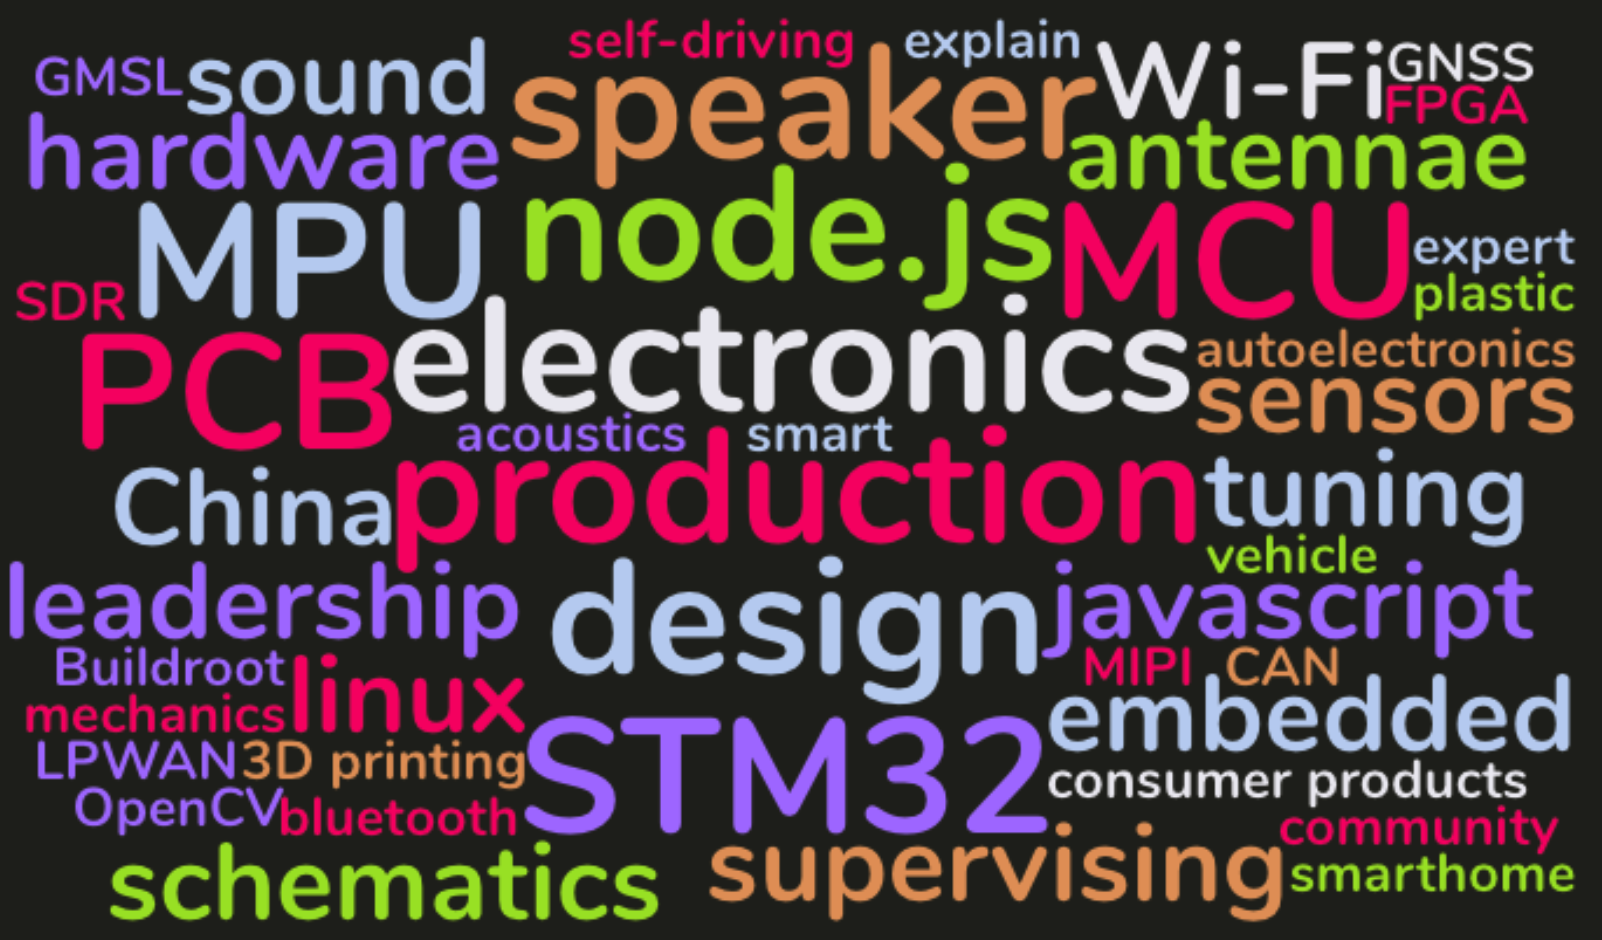 self-driving
explain
GMSL
sound
speaker
Wi-Fi
GNSS
FPGA
hardware
antennae
MPU
node.js
MCU
expert
plastic
SDR
PCB
electronics
autoelectronics
sensors
acoustics
smart
China
production
tuning
vehicle
leadership
design
javascript
Buildroot
linux
MIPI
CAN
mechanics
embedded
LPWAN
3D printing
STM32
consumer products
OpenCV
bluetooth
community
schematics
supervising
smarthome